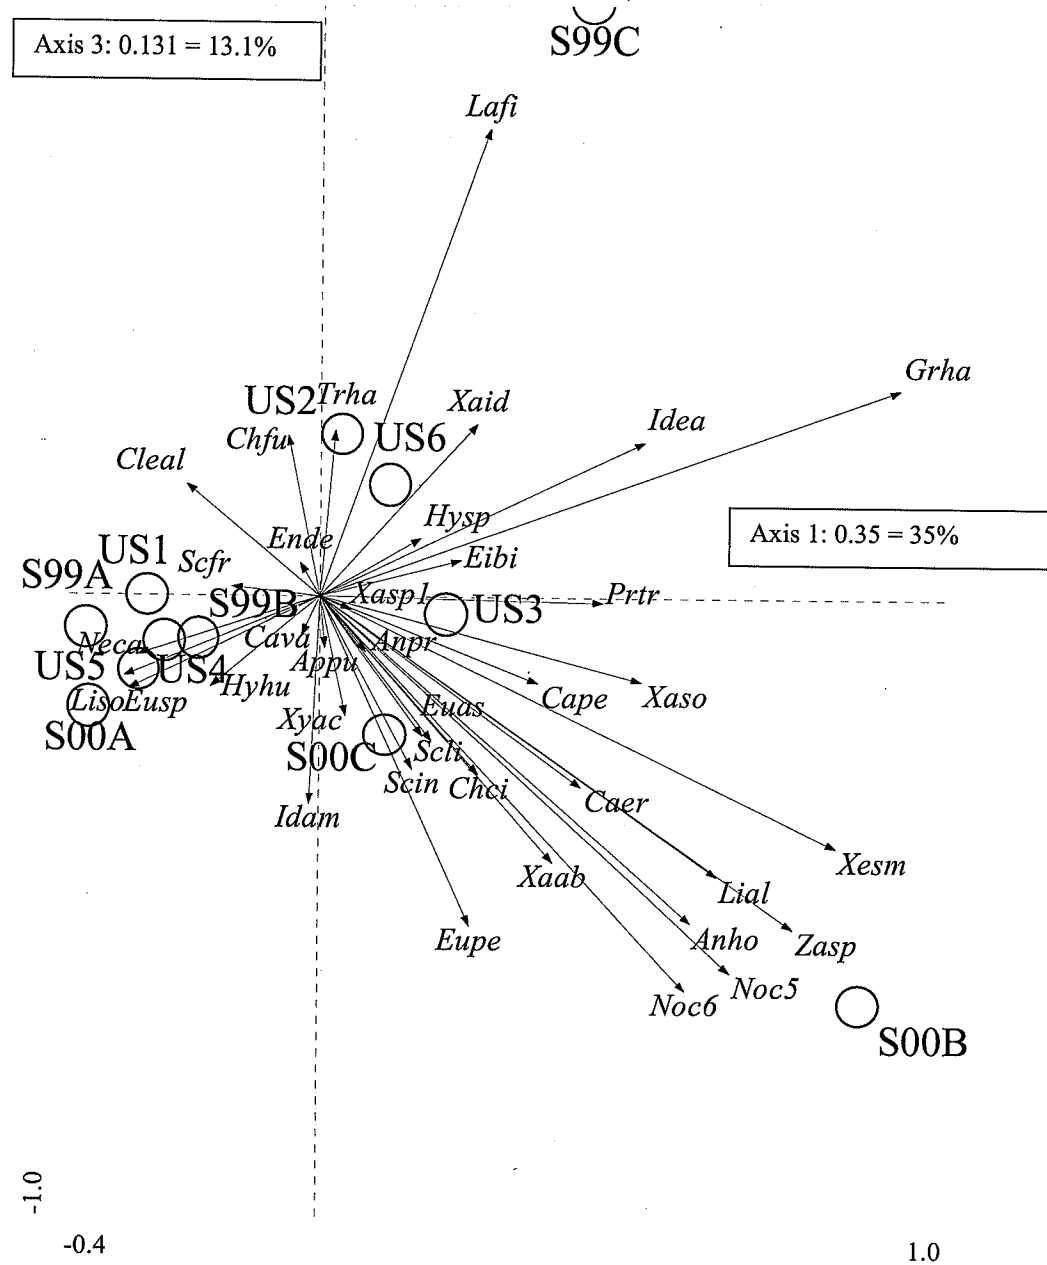 S99C
Axis 3: 0.131 = 13.1%
Lafi
Grha
US2
Trha
Xaid
Idea
Chfu
US6
Cleal
Hysp
Axis 1: 0.35 = 35%
Ende
US1
Scfr
Eibi
S99A
S99B
Xasp1
US3
Prtr
Neca
Cava
Anpr
US5
US4
Appu
Hyhu
Cape
Xaso
Liso
Eusp
Euas
Xyac
S00A
S00C
Scli
Scin
Chci
Caer
Idam
Xesm
Xaab
Lial
Eupe
Anho
Zasp
Noc5
Noc6
S00B
-1.0
-0.4
1.0